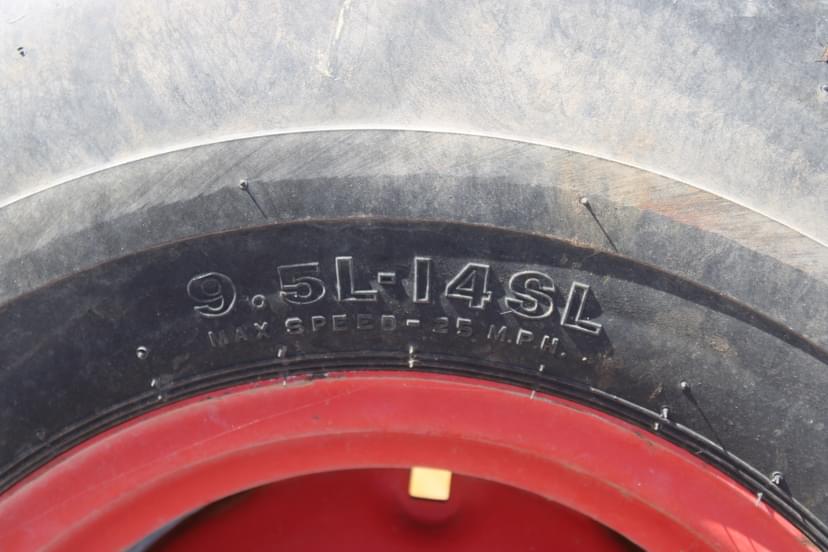 9.5L-14SL
MAX SPEED - 25 M.P.H.